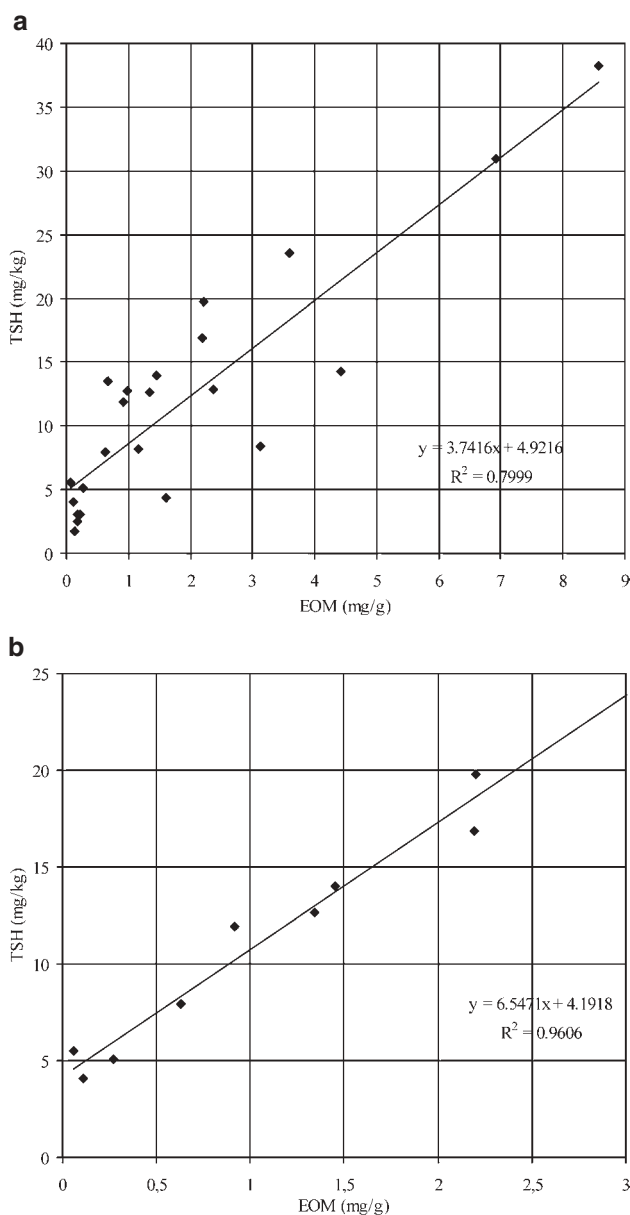 a
40
35
30
25
20
15
10
5
0
TSH (mg/kg)
y = 3.7416x + 4.9216
R² = 0.7999
0 1 2 3 4 5 6 7 8 9
EOM (mg/g)
b
25
20
15
10
5
0
TSH (mg/kg)
y = 6.5471x + 4.1918
R² = 0.9606
0 0,5 1 1,5 2 2,5 3
EOM (mg/g)